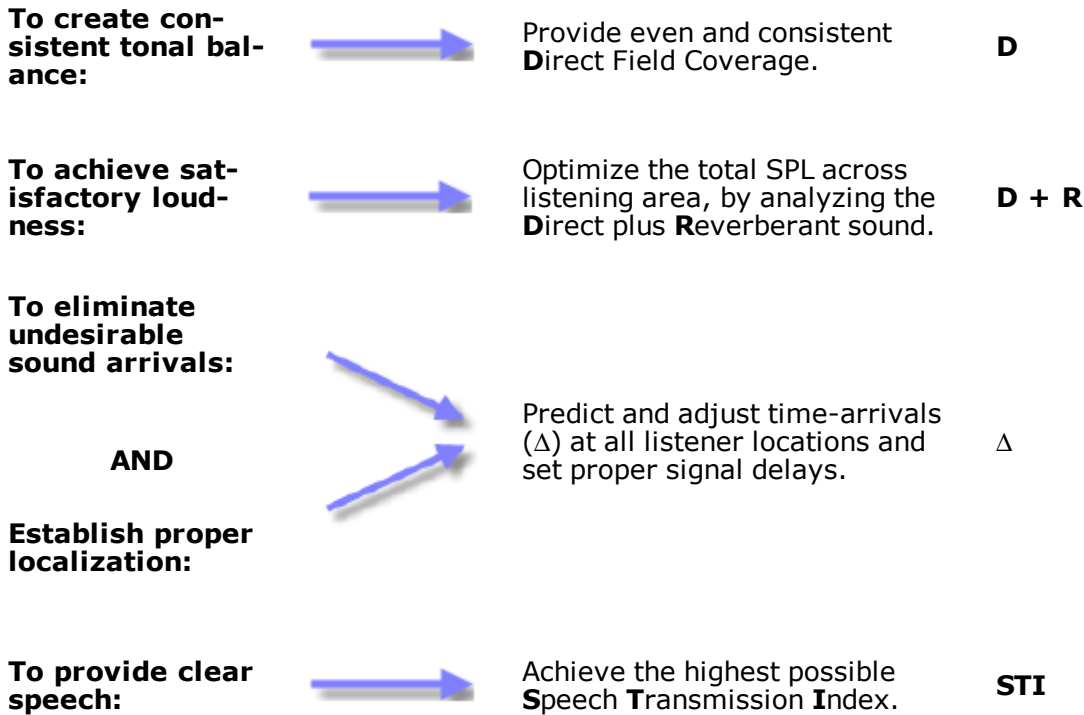 To create con-
sistent tonal bal-
ance:
Provide even and consistent
Direct Field Coverage.
D
To achieve sat-
isfactory loud-
ness:
Optimize the total SPL across
listening area, by analyzing the
Direct plus Reverberant sound.
D + R
To eliminate
undesirable
sound arrivals:
AND
Establish proper
localization:
Predict and adjust time-arrivals
(Δ) at all listener locations and
set proper signal delays.
Δ
To provide clear
speech:
Achieve the highest possible
Speech Transmission Index.
STI